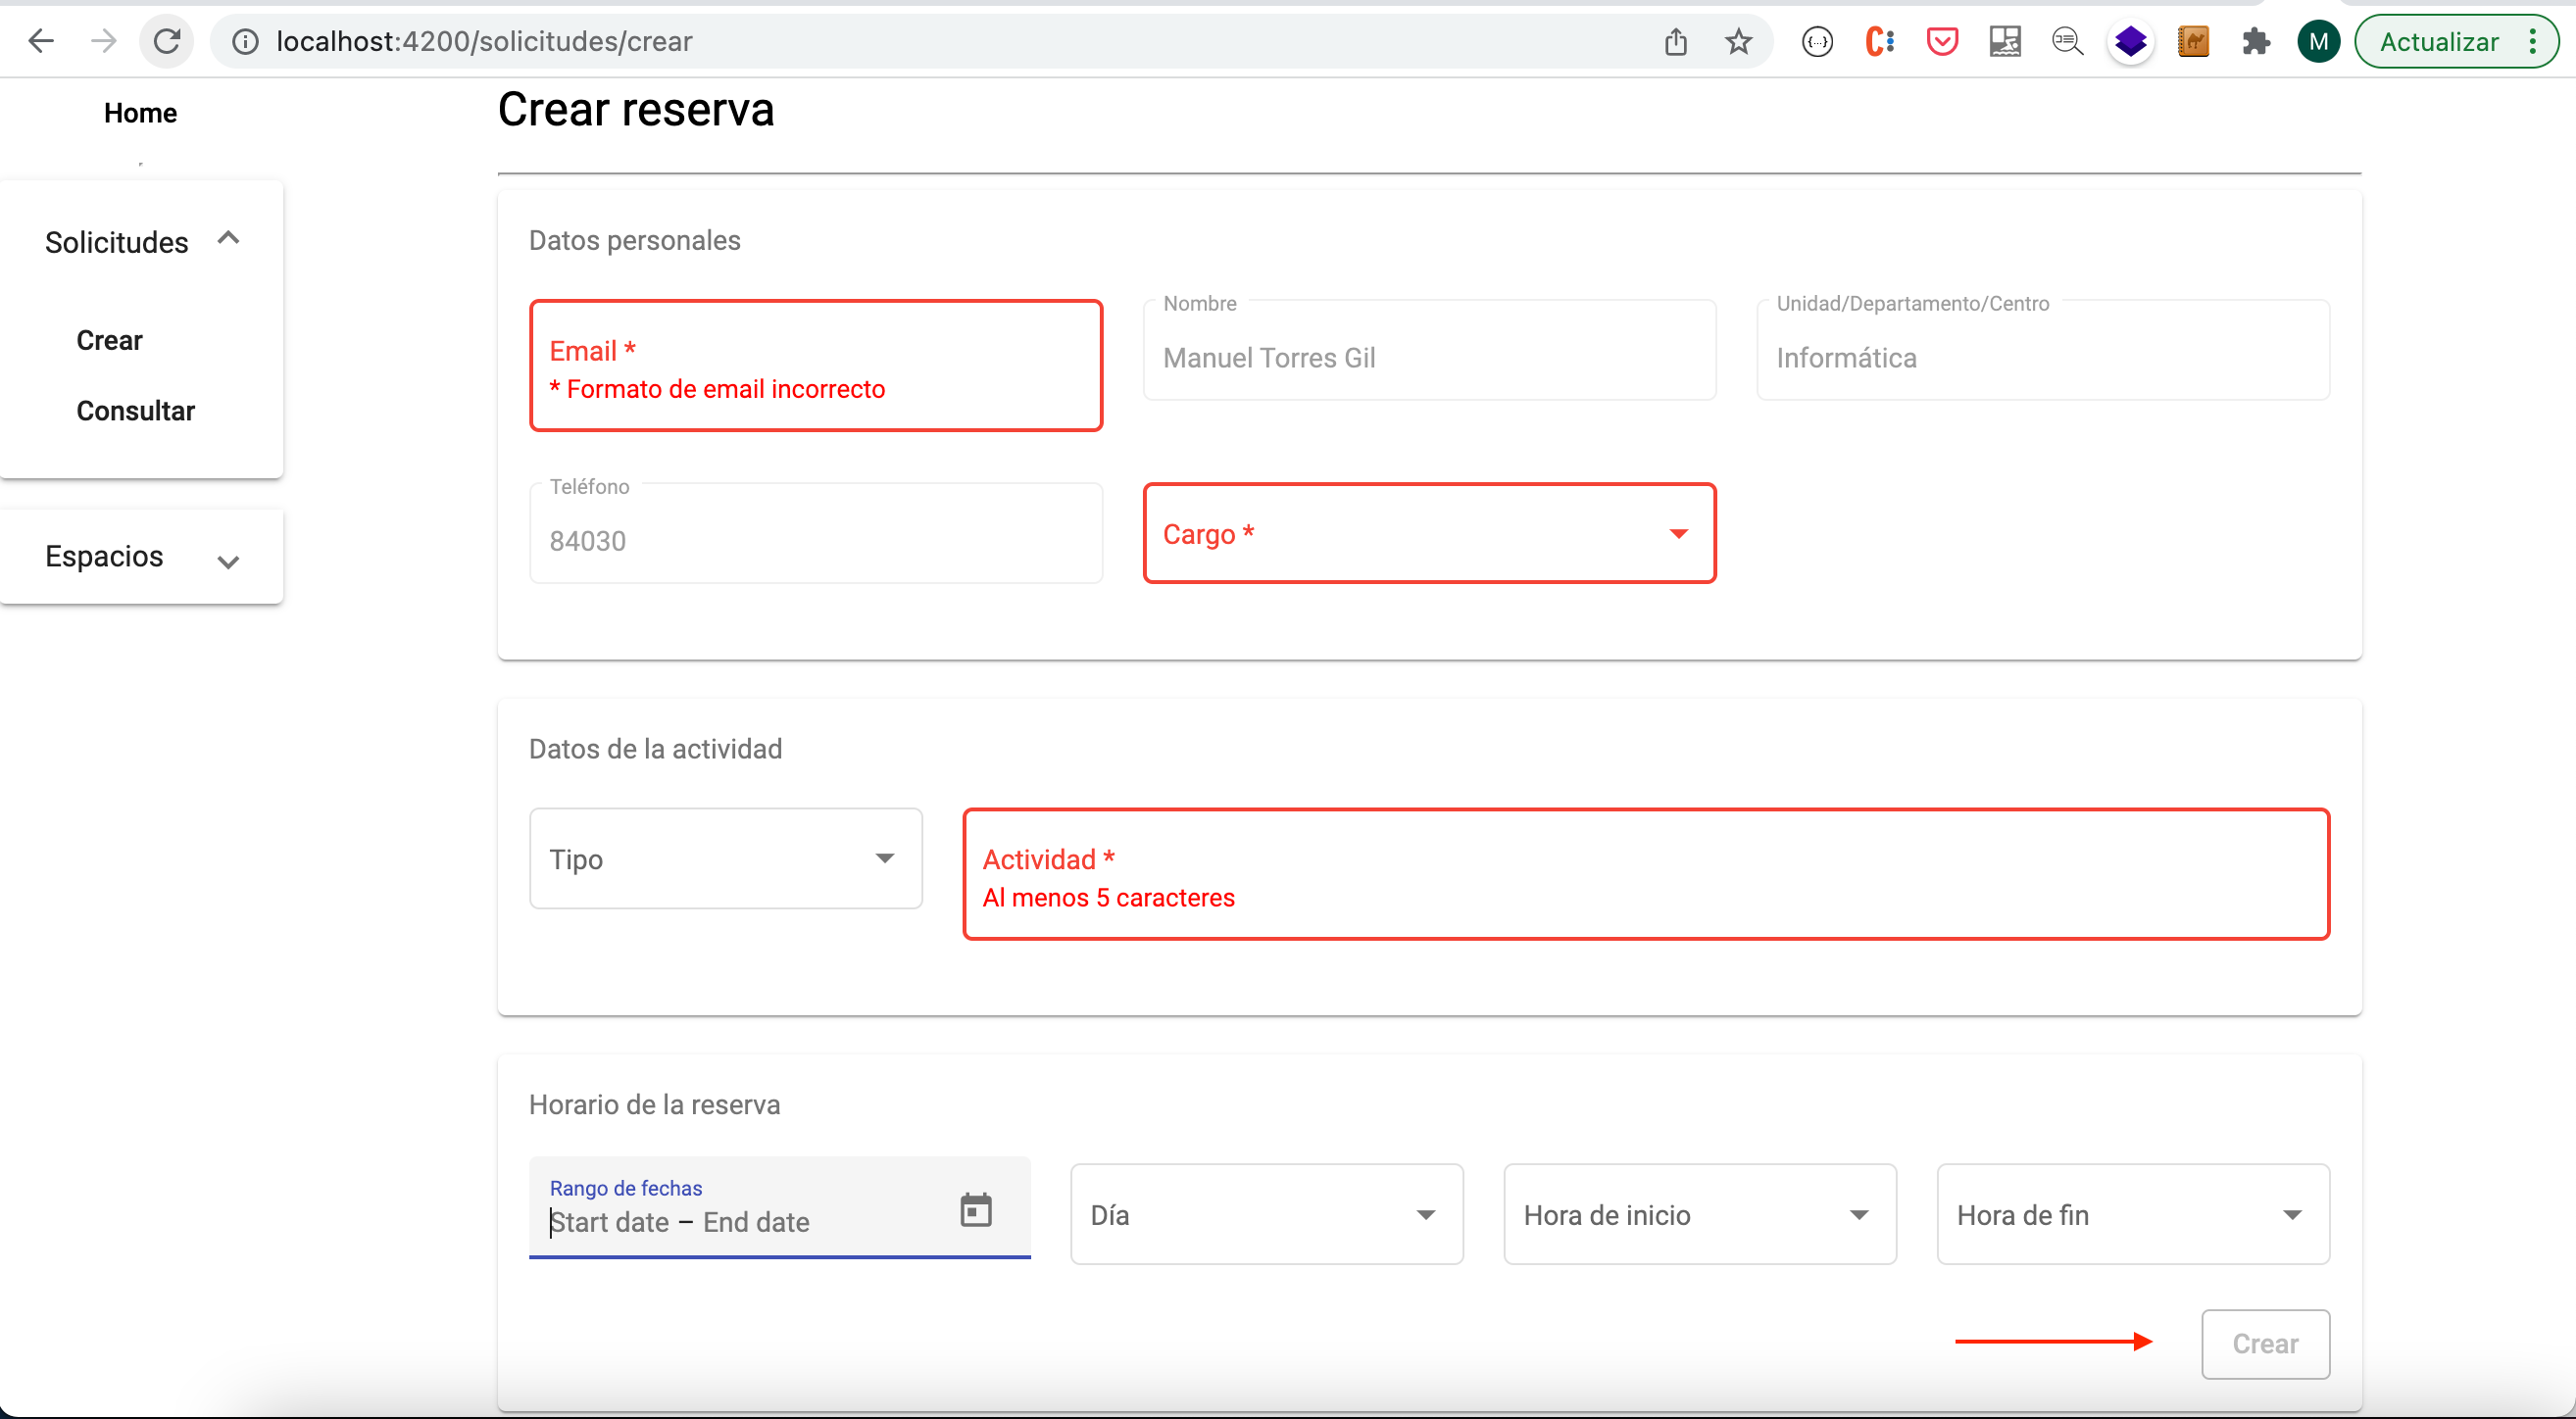 localhost:4200/solicitudes/crear
M
Actualizar
Home
Crear reserva
Solicitudes
Crear
Consultar
Espacios
Datos personales
Email *
* Formato de email incorrecto
Nombre
Manuel Torres Gil
Unidad/Departamento/Centro
Informática
Teléfono
84030
Cargo *
Datos de la actividad
Tipo
Actividad *
Al menos 5 caracteres
Horario de la reserva
Rango de fechas
Start date – End date
Día
Hora de inicio
Hora de fin
Crear